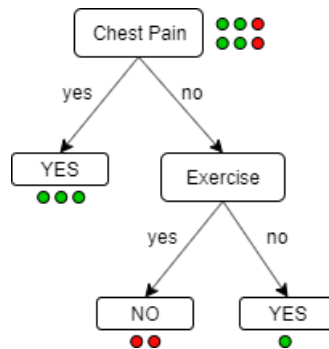 Chest Pain
yes
no
YES
Exercise
yes
no
NO
YES